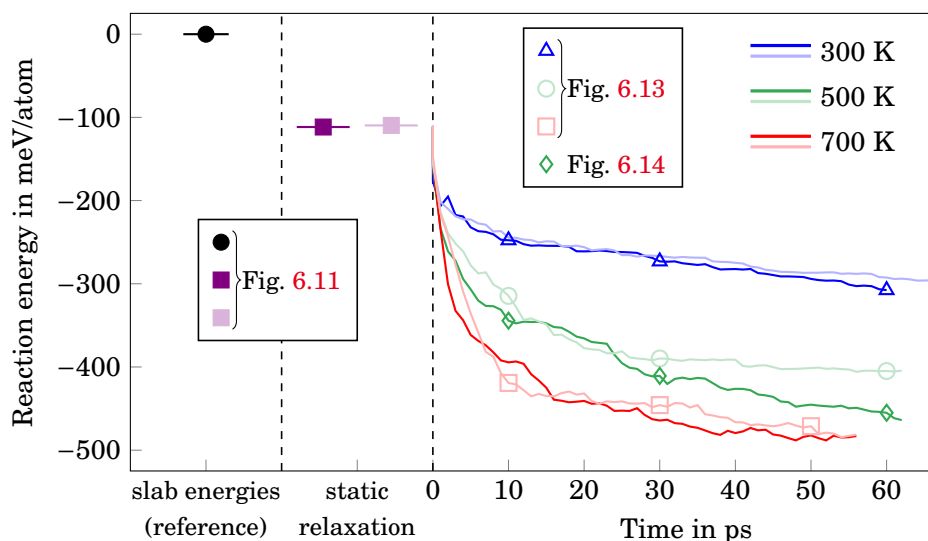 Reaction energy in meV/atom
0
−100
−200
−300
−400
−500
Fig. 6.13
Fig. 6.14
300 K
500 K
700 K
Fig. 6.11
slab energies
(reference)
static
relaxation
0 10 20 30 40 50 60
Time in ps